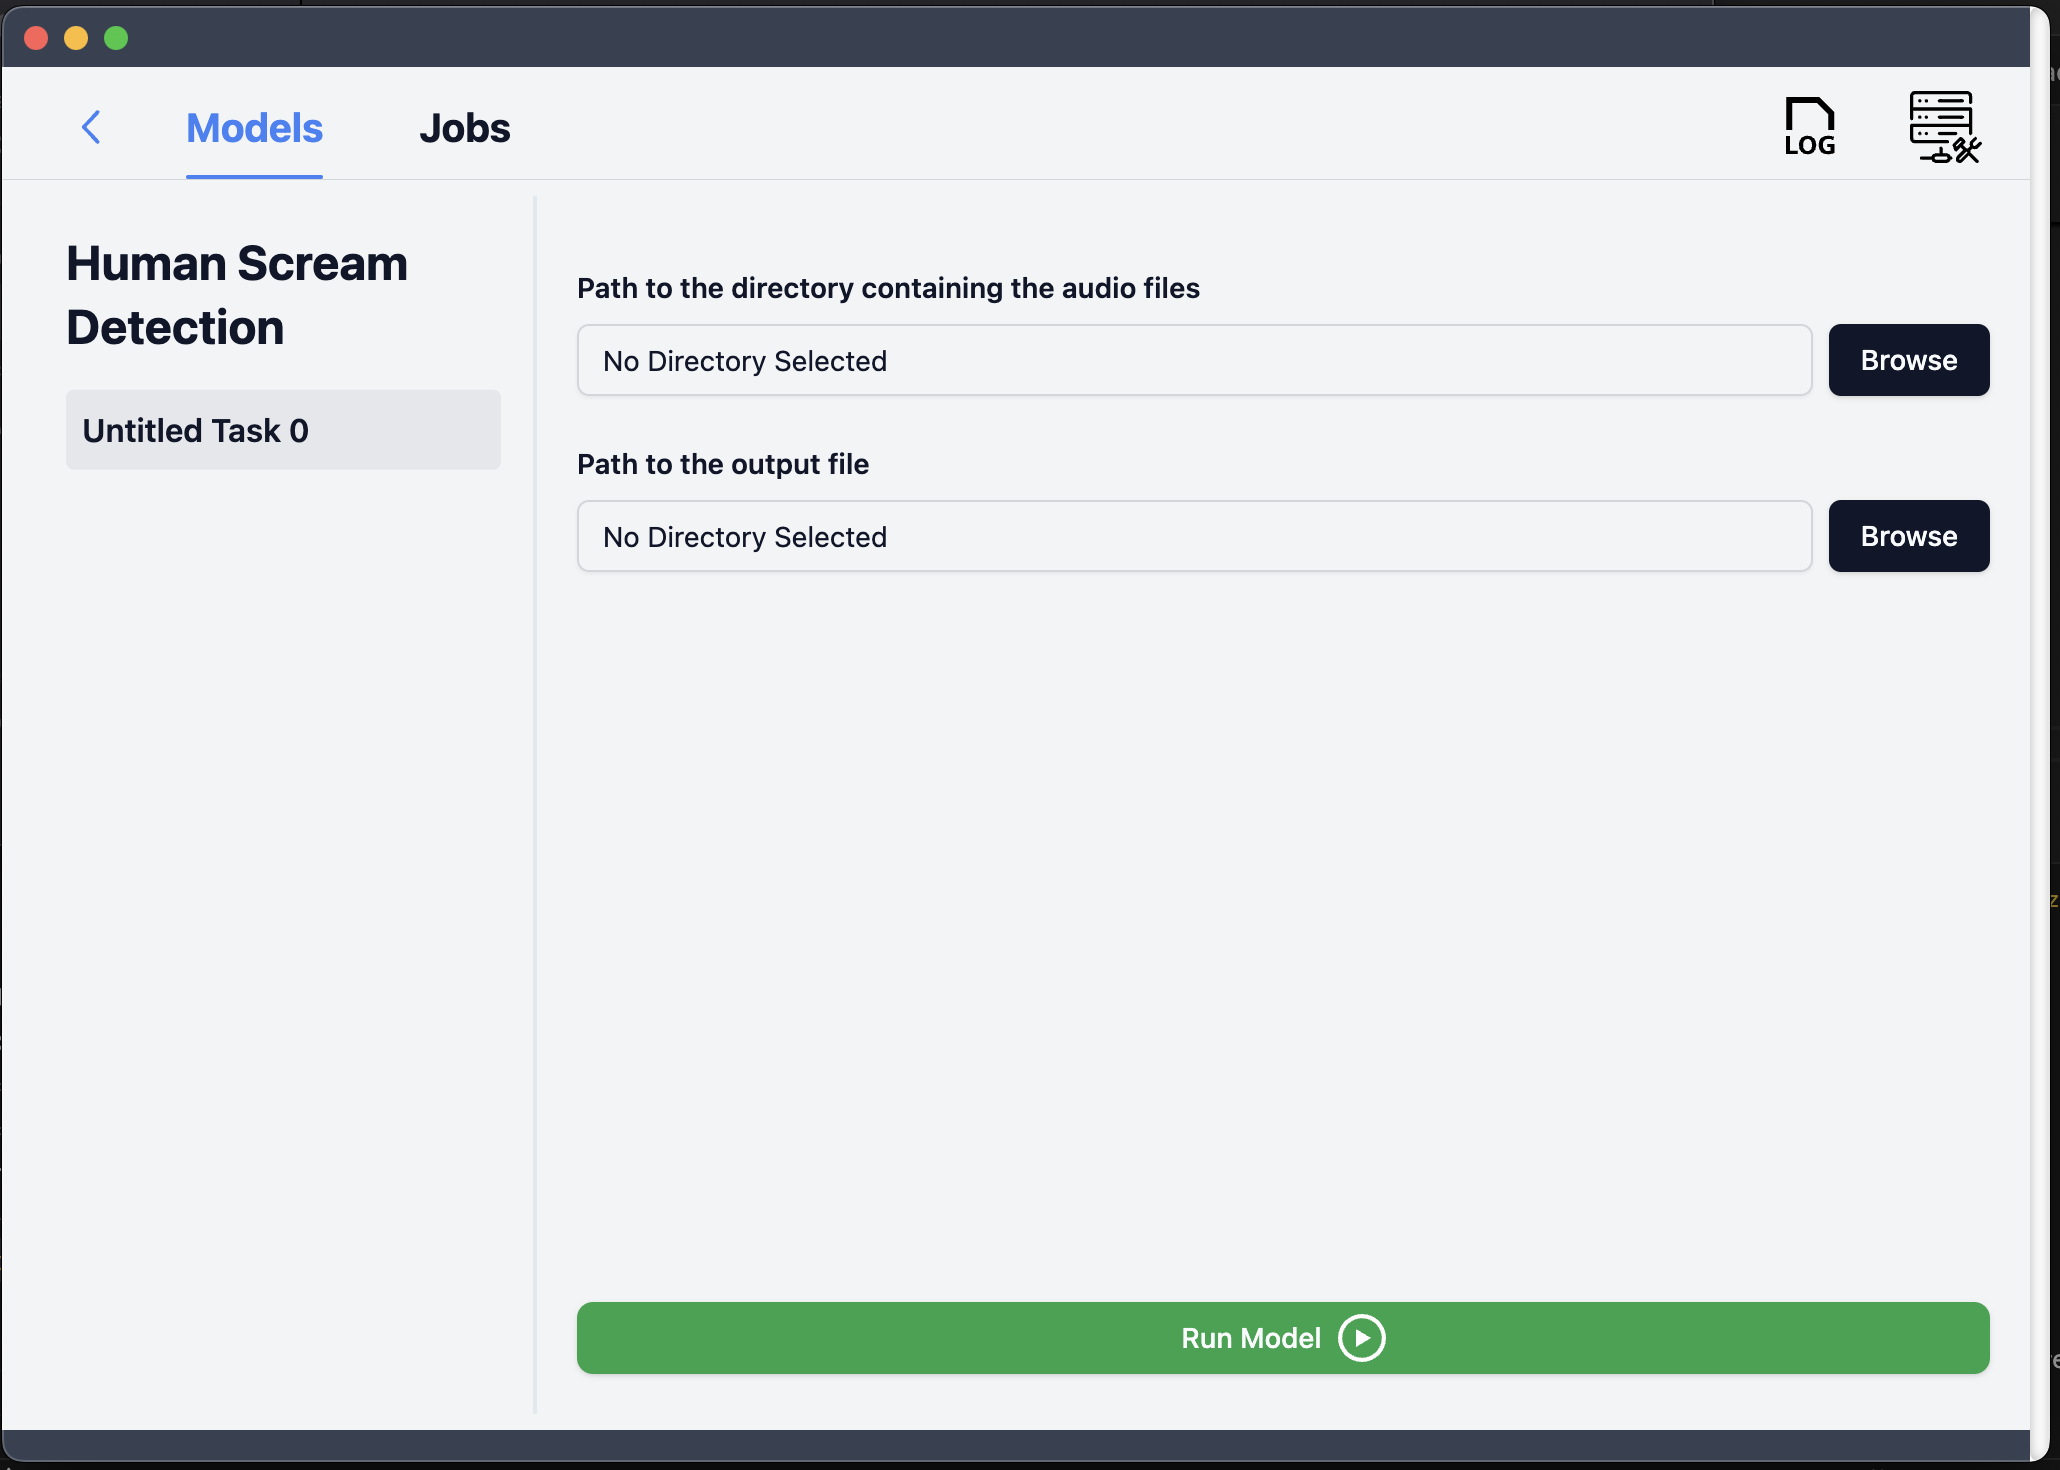 Models
Jobs
LOG
Human Scream
Detection
Untitled Task 0
Path to the directory containing the audio files
No Directory Selected
Browse
Path to the output file
No Directory Selected
Browse
Run Model